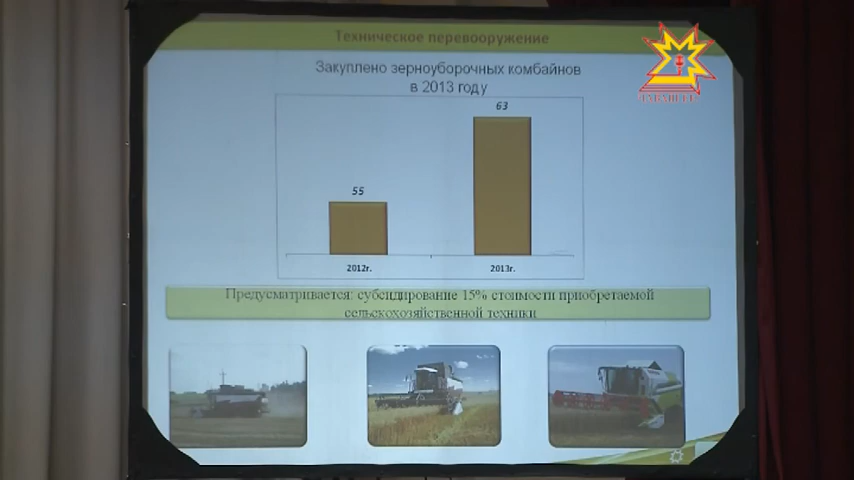 Техническое перевооружение
Закуплено зерноуборочных комбайнов
в 2013 году
63
55
2012г.
2013г.
Предусматривается: субсидирование 15% стоимости приобретаемой
сельскохозяйственной техники